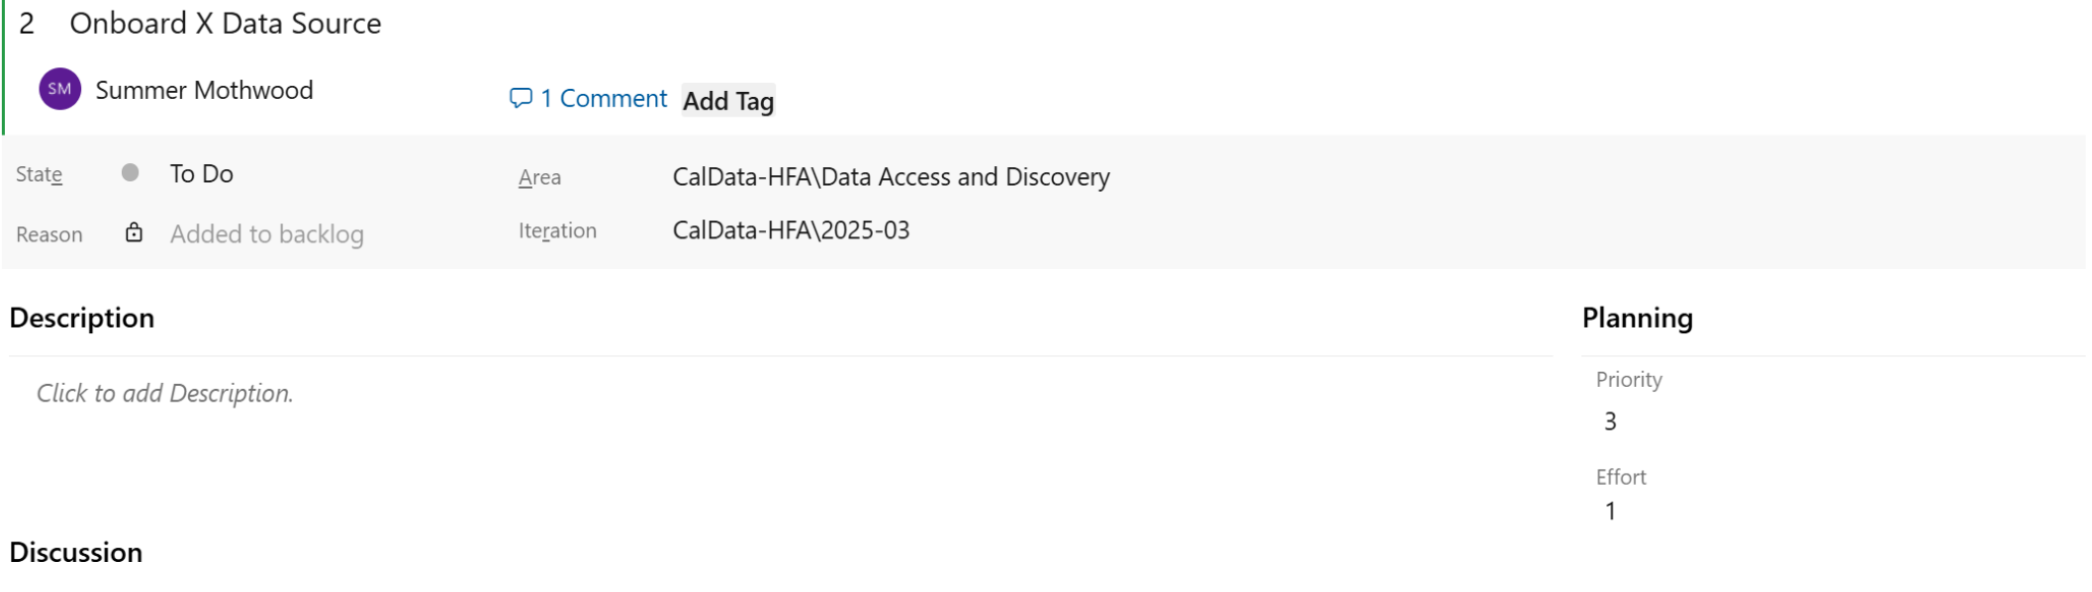 2 Onboard X Data Source
SM Summer Mothwood
1 Comment Add Tag
State To Do
Area CalData-HFA\Data Access and Discovery
Reason Added to backlog
Iteration CalData-HFA\2025-03
Description
Planning
Click to add Description.
Priority
3
Effort
1
Discussion